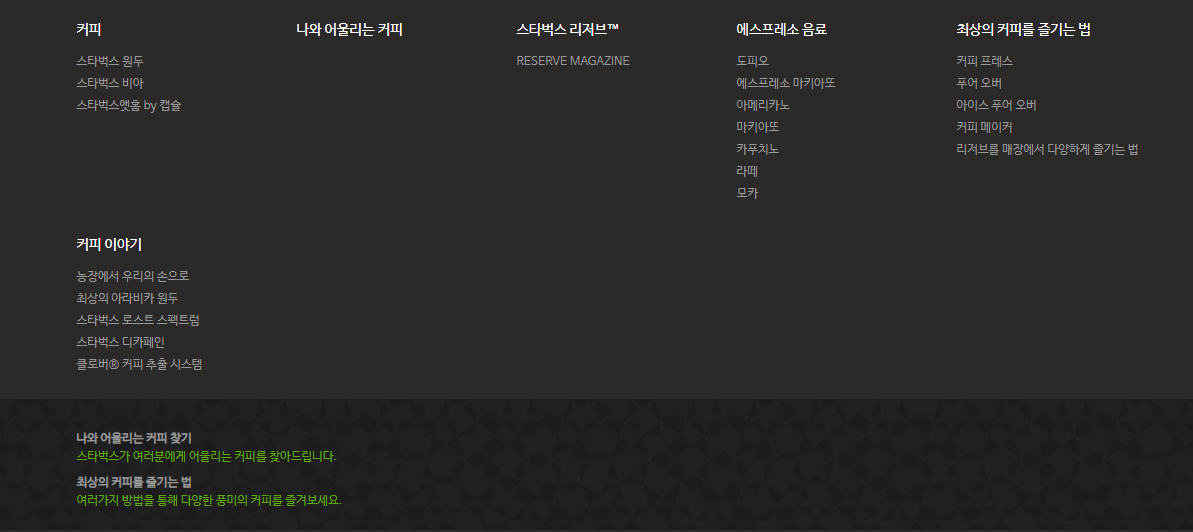 커피
스타벅스 원두
스타벅스 비아
스타벅스앳홈 by 캡슐
나와 어울리는 커피
스타벅스 리저브™
RESERVE MAGAZINE
에스프레소 음료
도피오
에스프레소 마키아또
아메리카노
마키아또
카푸치노
라떼
모카
최상의 커피를 즐기는 법
커피 프레스
푸어 오버
아이스 푸어 오버
커피 메이커
리저브를 매장에서 다양하게 즐기는 법
커피 이야기
농장에서 우리의 손으로
최상의 아라비카 원두
스타벅스 로스트 스펙트럼
스타벅스 디카페인
클로버® 커피 추출 시스템
나와 어울리는 커피 찾기
스타벅스가 여러분에게 어울리는 커피를 찾아드립니다.
최상의 커피를 즐기는 법
여러가지 방법을 통해 다양한 풍미의 커피를 즐겨보세요.